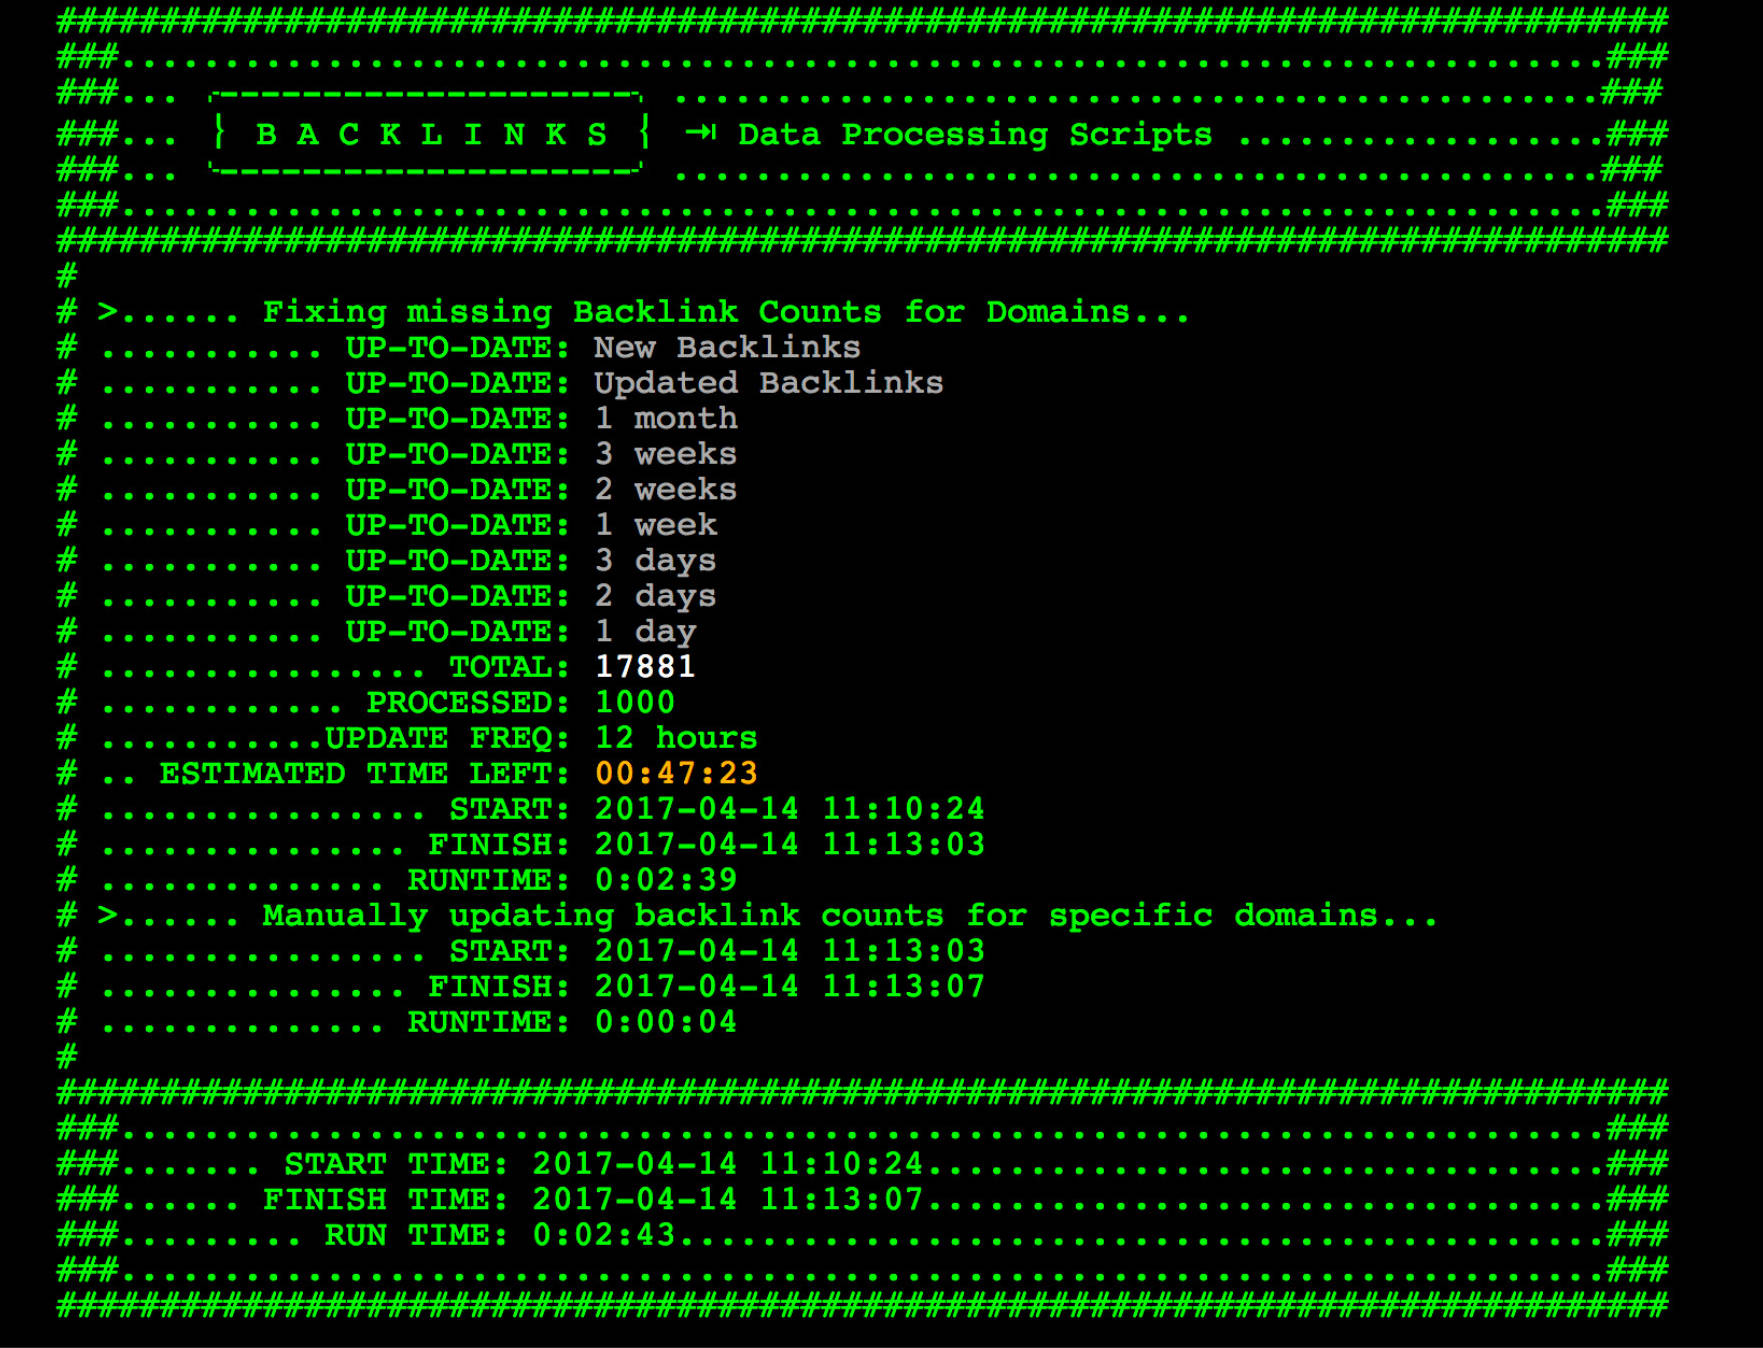 ##############################################################################
###........................................................................###
###... ,--------------------, .............................................###
###... } B A C K L I N K S { ⇥ Data Processing Scripts ..................###
###... '--------------------' .............................................###
###........................................................................###
##############################################################################
#
# >...... Fixing missing Backlink Counts for Domains...
# ........... UP-TO-DATE: New Backlinks
# ........... UP-TO-DATE: Updated Backlinks
# ........... UP-TO-DATE: 1 month
# ........... UP-TO-DATE: 3 weeks
# ........... UP-TO-DATE: 2 weeks
# ........... UP-TO-DATE: 1 week
# ........... UP-TO-DATE: 3 days
# ........... UP-TO-DATE: 2 days
# ........... UP-TO-DATE: 1 day
# ................ TOTAL: 17881
# ............ PROCESSED: 1000
# ...........UPDATE FREQ: 12 hours
# .. ESTIMATED TIME LEFT: 00:47:23
# ................ START: 2017-04-14 11:10:24
# ............... FINISH: 2017-04-14 11:13:03
# .............. RUNTIME: 0:02:39
# >...... Manually updating backlink counts for specific domains...
# ................ START: 2017-04-14 11:13:03
# ............... FINISH: 2017-04-14 11:13:07
# .............. RUNTIME: 0:00:04
#
##############################################################################
###........................................................................###
###....... START TIME: 2017-04-14 11:10:24.................................###
###...... FINISH TIME: 2017-04-14 11:13:07.................................###
###......... RUN TIME: 0:02:43.............................................###
###........................................................................###
##############################################################################